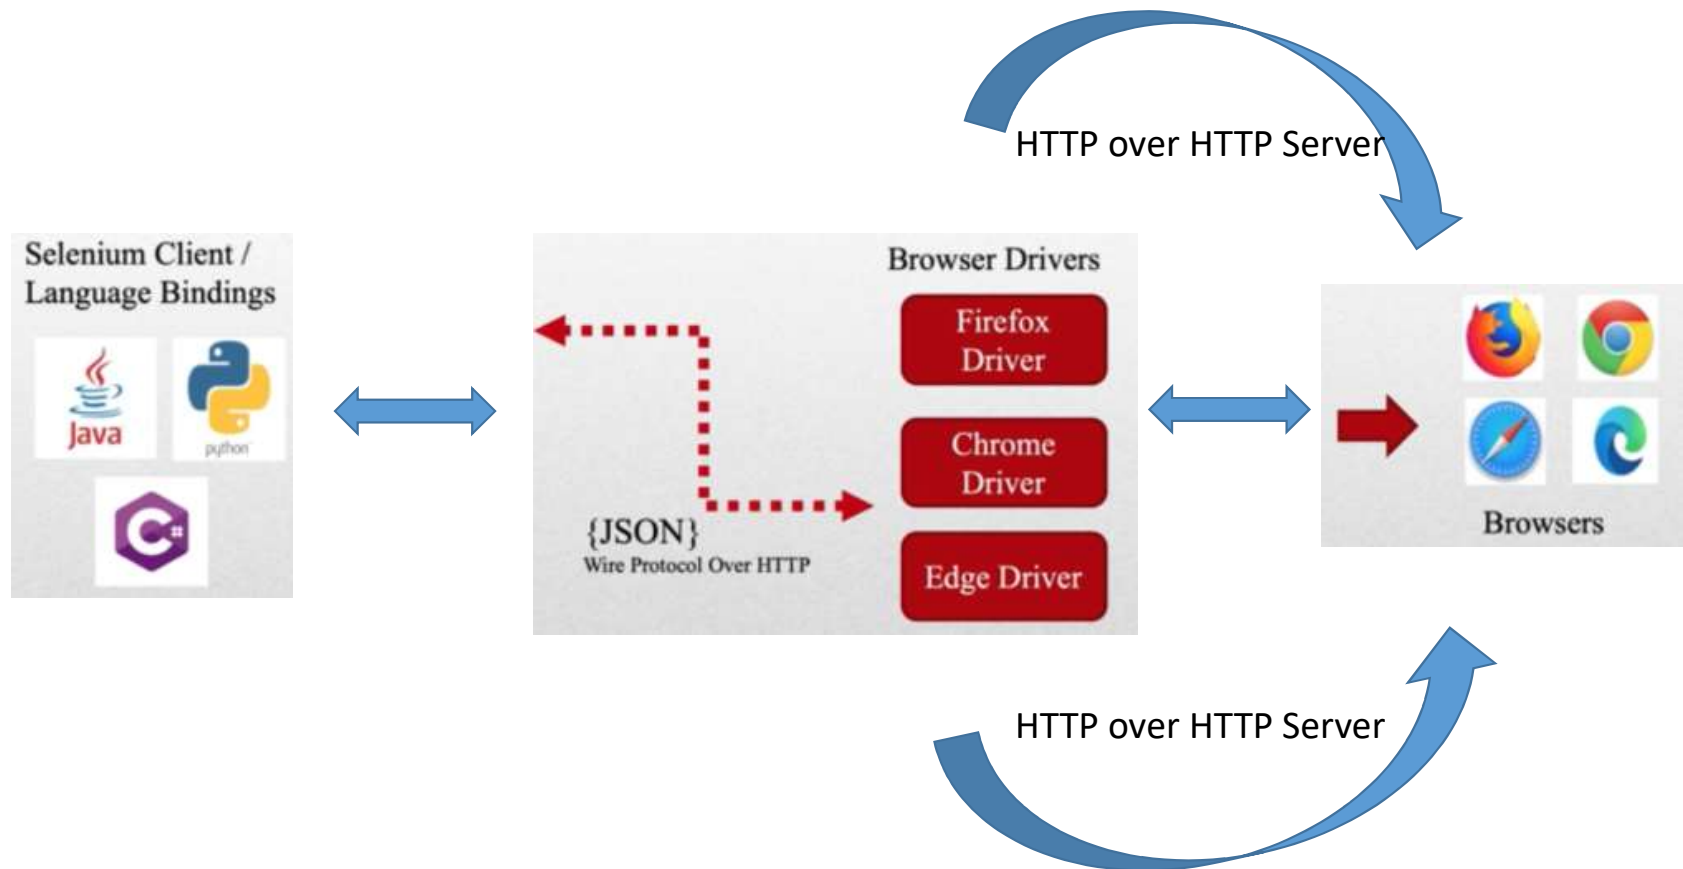 HTTP over HTTP Server
Selenium Client /
Language Bindings
Java
python
C#
Browser Drivers
Firefox
Driver
Chrome
Driver
Edge Driver
{JSON}
Wire Protocol Over HTTP
Browsers
HTTP over HTTP Server